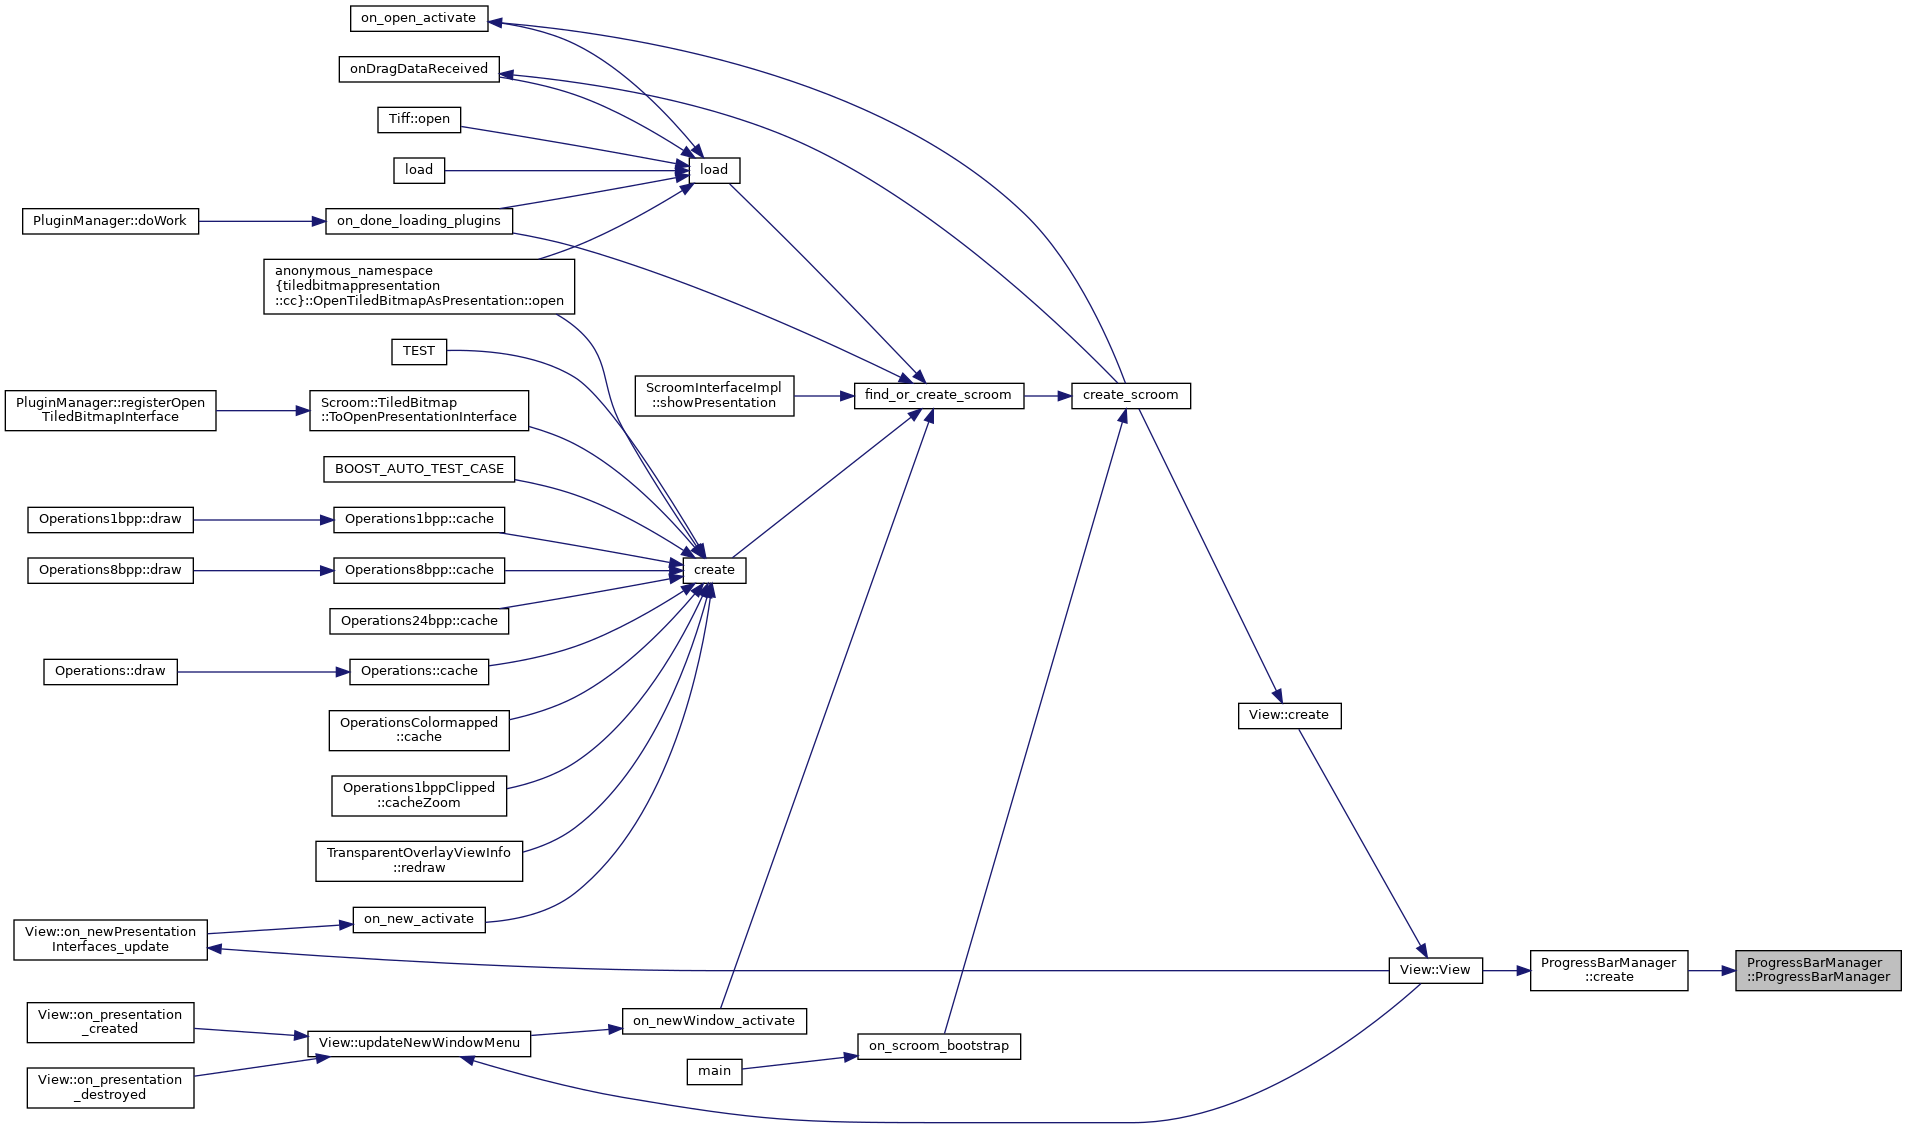 on_open_activate
onDragDataReceived
Tiff::open
load
load
PluginManager::doWork
on_done_loading_plugins
anonymous_namespace
{tiledbitmappresentation
::cc}::OpenTiledBitmapAsPresentation::open
TEST
ScroomInterfaceImpl
::showPresentation
find_or_create_scroom
create_scroom
PluginManager::registerOpen
TiledBitmapInterface
Scroom::TiledBitmap
::ToOpenPresentationInterface
BOOST_AUTO_TEST_CASE
Operations1bpp::draw
Operations1bpp::cache
Operations8bpp::draw
Operations8bpp::cache
create
Operations24bpp::cache
Operations::draw
Operations::cache
OperationsColormapped
::cache
View::create
Operations1bppClipped
::cacheZoom
TransparentOverlayViewInfo
::redraw
on_new_activate
View::on_newPresentation
Interfaces_update
View::View
ProgressBarManager
::create
ProgressBarManager
::ProgressBarManager
View::on_presentation
_created
on_newWindow_activate
View::updateNewWindowMenu
on_scroom_bootstrap
main
View::on_presentation
_destroyed